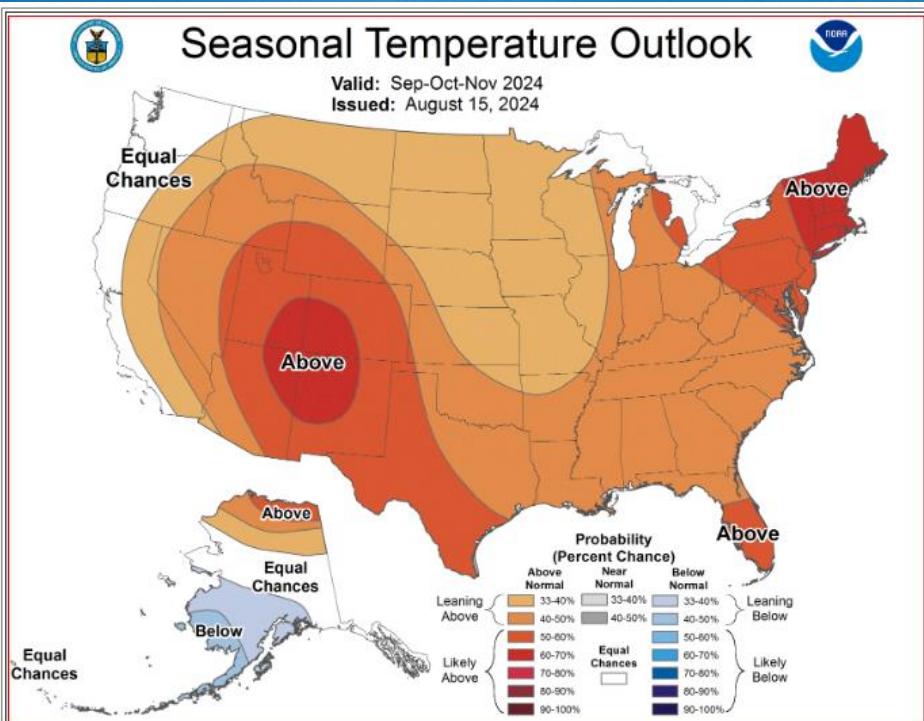 Seasonal Temperature Outlook
NOAA
Valid: Sep-Oct-Nov 2024
Issued: August 15, 2024
Equal
Chances
Above
Above
Above
Above
Equal
Chances
Below
Equal
Chances
Probability
(Percent Chance)
Above Normal
Near Normal
Below Normal
Leaning Above
33-40% 33-40% 33-40%
40-50% 40-50% 40-50%
Leaning Below
Likely Above
50-60% 50-60%
60-70% 60-70%
70-80% 70-80%
80-90% 80-90%
90-100% 90-100%
Equal Chances
Likely Below